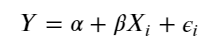 Y = α + βX_i + ϵ_i